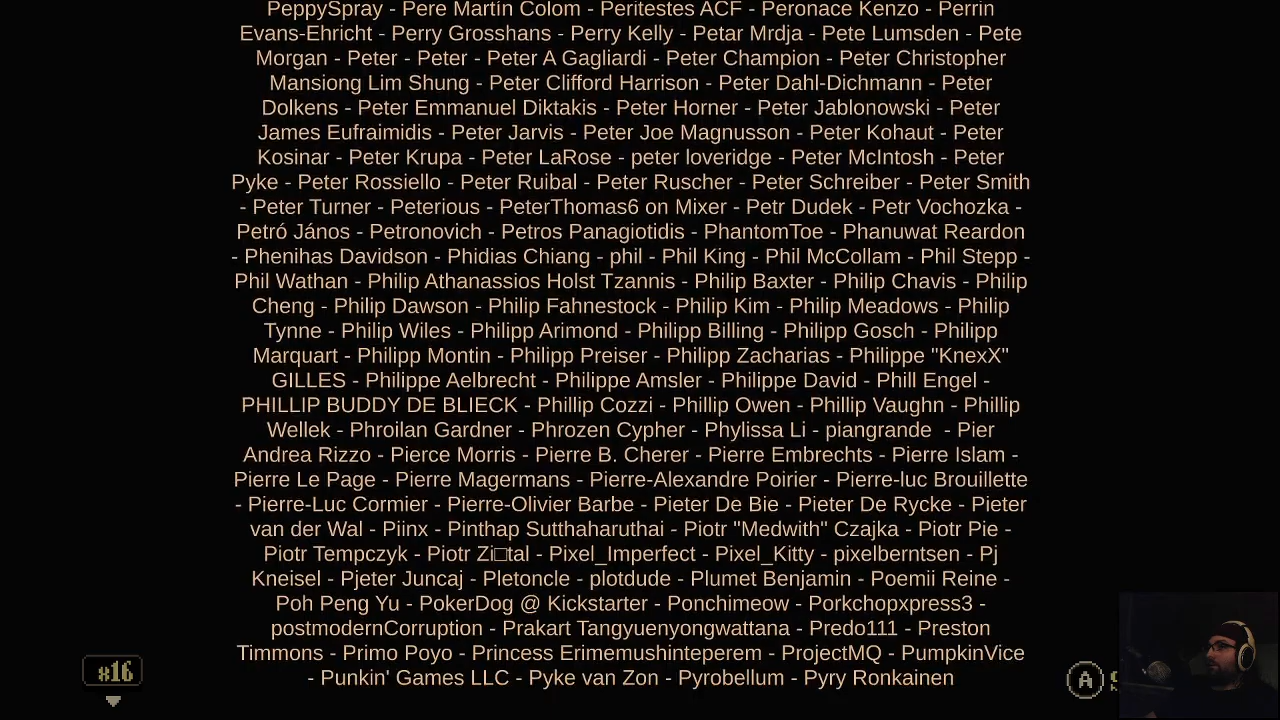 PeppySpray - Pere Martín Colom - Peritestes ACF - Peronace Kenzo - Perrin
Evans-Ehricht - Perry Grosshans - Perry Kelly - Petar Mrdja - Pete Lumsden - Pete
Morgan - Peter - Peter - Peter A Gagliardi - Peter Champion - Peter Christopher
Mansiong Lim Shung - Peter Clifford Harrison - Peter Dahl-Dichmann - Peter
Dolkens - Peter Emmanuel Diktakis - Peter Horner - Peter Jablonowski - Peter
James Eufraimidis - Peter Jarvis - Peter Joe Magnusson - Peter Kohaut - Peter
Kosinar - Peter Krupa - Peter LaRose - peter loveridge - Peter McIntosh - Peter
Pyke - Peter Rossiello - Peter Ruibal - Peter Ruscher - Peter Schreiber - Peter Smith
- Peter Turner - Peterious - PeterThomas6 on Mixer - Petr Dudek - Petr Vochozka -
Petró János - Petronovich - Petros Panagiotidis - PhantomToe - Phanuwat Reardon
- Phenihas Davidson - Phidias Chiang - phil - Phil King - Phil McCollam - Phil Stepp -
Phil Wathan - Philip Athanassios Holst Tzannis - Philip Baxter - Philip Chavis - Philip
Cheng - Philip Dawson - Philip Fahnestock - Philip Kim - Philip Meadows - Philip
Tynne - Philip Wiles - Philipp Arimond - Philipp Billing - Philipp Gosch - Philipp
Marquart - Philipp Montin - Philipp Preiser - Philipp Zacharias - Philippe "KnexX"
GILLES - Philippe Aelbrecht - Philippe Amsler - Philippe David - Phill Engel -
PHILLIP BUDDY DE BLIECK - Phillip Cozzi - Phillip Owen - Phillip Vaughn - Phillip
Wellek - Phroilan Gardner - Phrozen Cypher - Phylissa Li - piangrande - Pier
Andrea Rizzo - Pierce Morris - Pierre B. Cherer - Pierre Embrechts - Pierre Islam -
Pierre Le Page - Pierre Magermans - Pierre-Alexandre Poirier - Pierre-luc Brouillette
- Pierre-Luc Cormier - Pierre-Olivier Barbe - Pieter De Bie - Pieter De Rycke - Pieter
van der Wal - Piinx - Pinthap Sutthaharuthai - Piotr "Medwith" Czajka - Piotr Pie -
Piotr Tempczyk - Piotr Zi□tal - Pixel_Imperfect - Pixel_Kitty - pixelberntsen - Pj
Kneisel - Pjeter Juncaj - Pletoncle - plotdude - Plumet Benjamin - Poemii Reine -
Poh Peng Yu - PokerDog @ Kickstarter - Ponchimeow - Porkchopxpress3 -
postmodernCorruption - Prakart Tangyuenyongwattana - Predo111 - Preston
Timmons - Primo Poyo - Princess Erimemushinteperem - ProjectMQ - PumpkinVice
- Punkin' Games LLC - Pyke van Zon - Pyrobellum - Pyry Ronkainen
x16
A